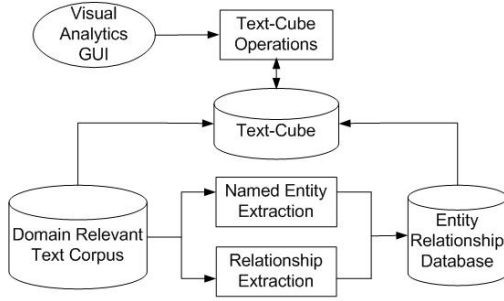 Visual
Analytics
GUI
Text-Cube
Operations
Text-Cube
Domain Relevant
Text Corpus
Named Entity
Extraction
Relationship
Extraction
Entity
Relationship
Database